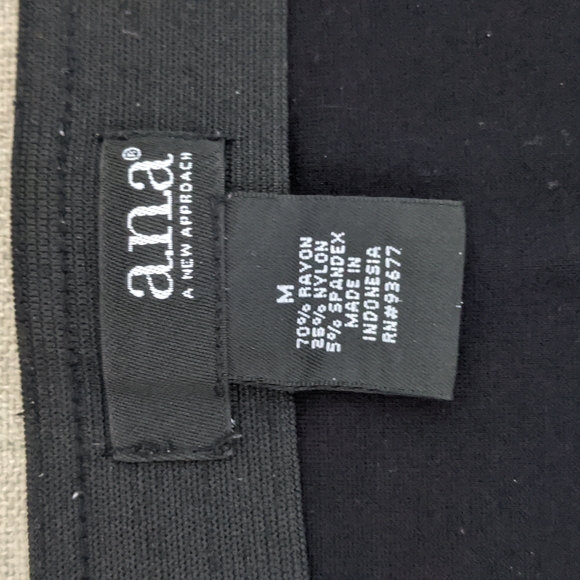 ana®
A NEW APPROACH
M
70% RAYON
25% NYLON
5% SPANDEX
MADE IN
INDONESIA
RN#93677